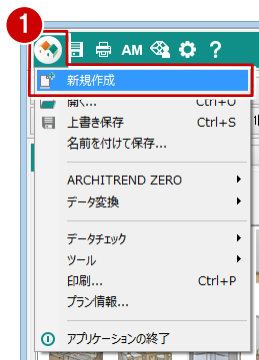 1
AM ?
新規作成
開く... Ctrl+O
上書き保存 Ctrl+S
名前を付けて保存...
ARCHITREND ZERO
データ変換
データチェック
ツール
印刷... Ctrl+P
プラン情報...
アプリケーションの終了